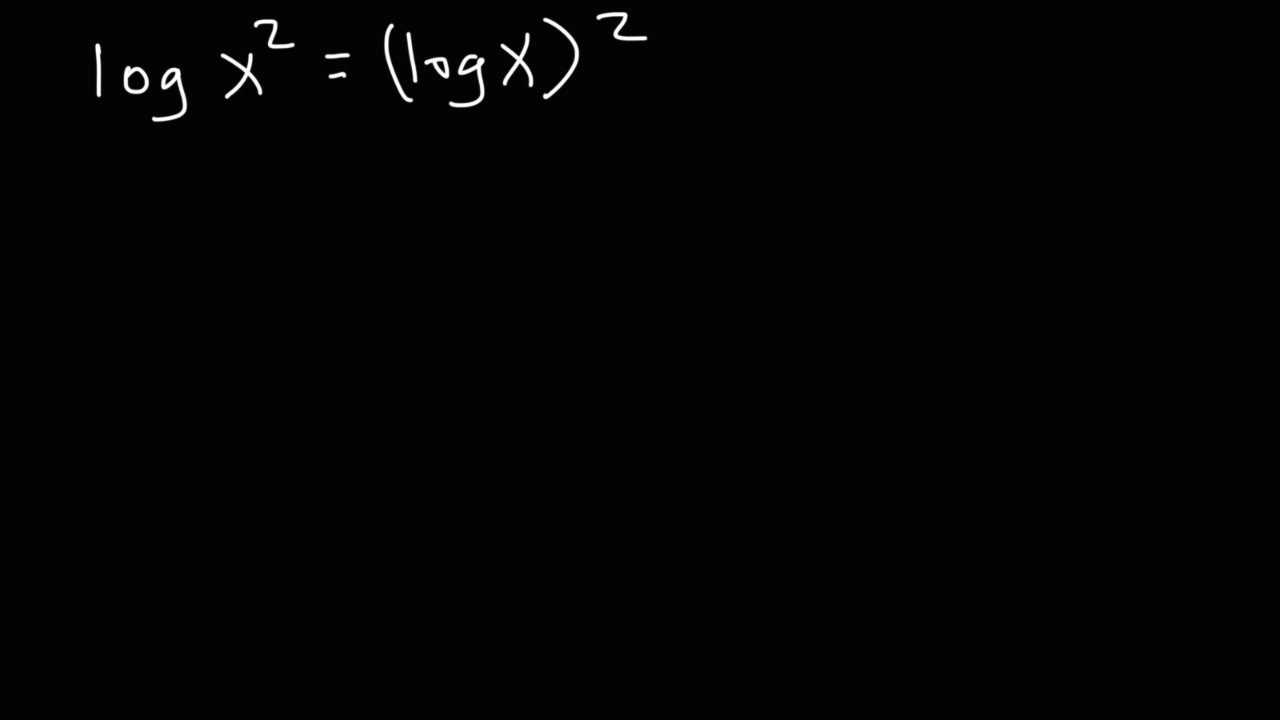 log x² = (log x)²